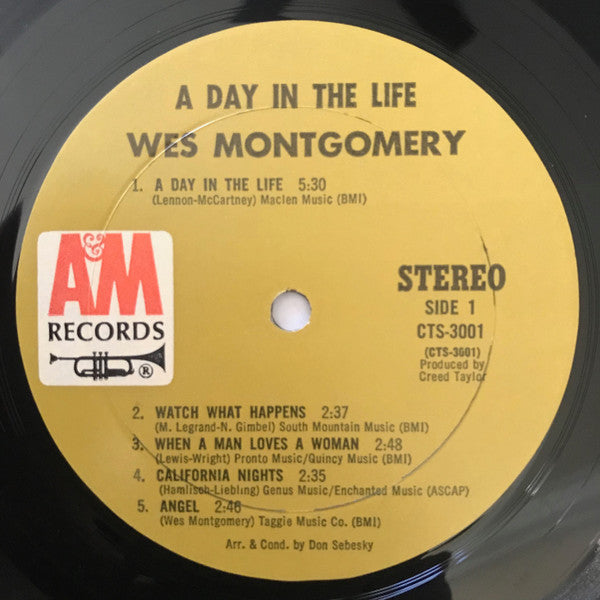 A DAY IN THE LIFE
WES MONTGOMERY
1. A DAY IN THE LIFE 5:30
(Lennon-McCartney) Maclen Music (BMI)
A&M
RECORDS
®
STEREO
SIDE 1
CTS-3001
(CTS-3001)
Produced by
Creed Taylor
2. WATCH WHAT HAPPENS 2:37
(M. Legrand-N. Gimbel) South Mountain Music (BMI)
3. WHEN A MAN LOVES A WOMAN 2:48
(Lewis-Wright) Pronto Music/Quincy Music (BMI)
4. CALIFORNIA NIGHTS 2:35
(Hamlisch-Liebling) Genus Music/Enchanted Music (ASCAP)
5. ANGEL 2:46
(Wes Montgomery) Taggie Music Co. (BMI)
Arr. & Cond. by Don Sebesky